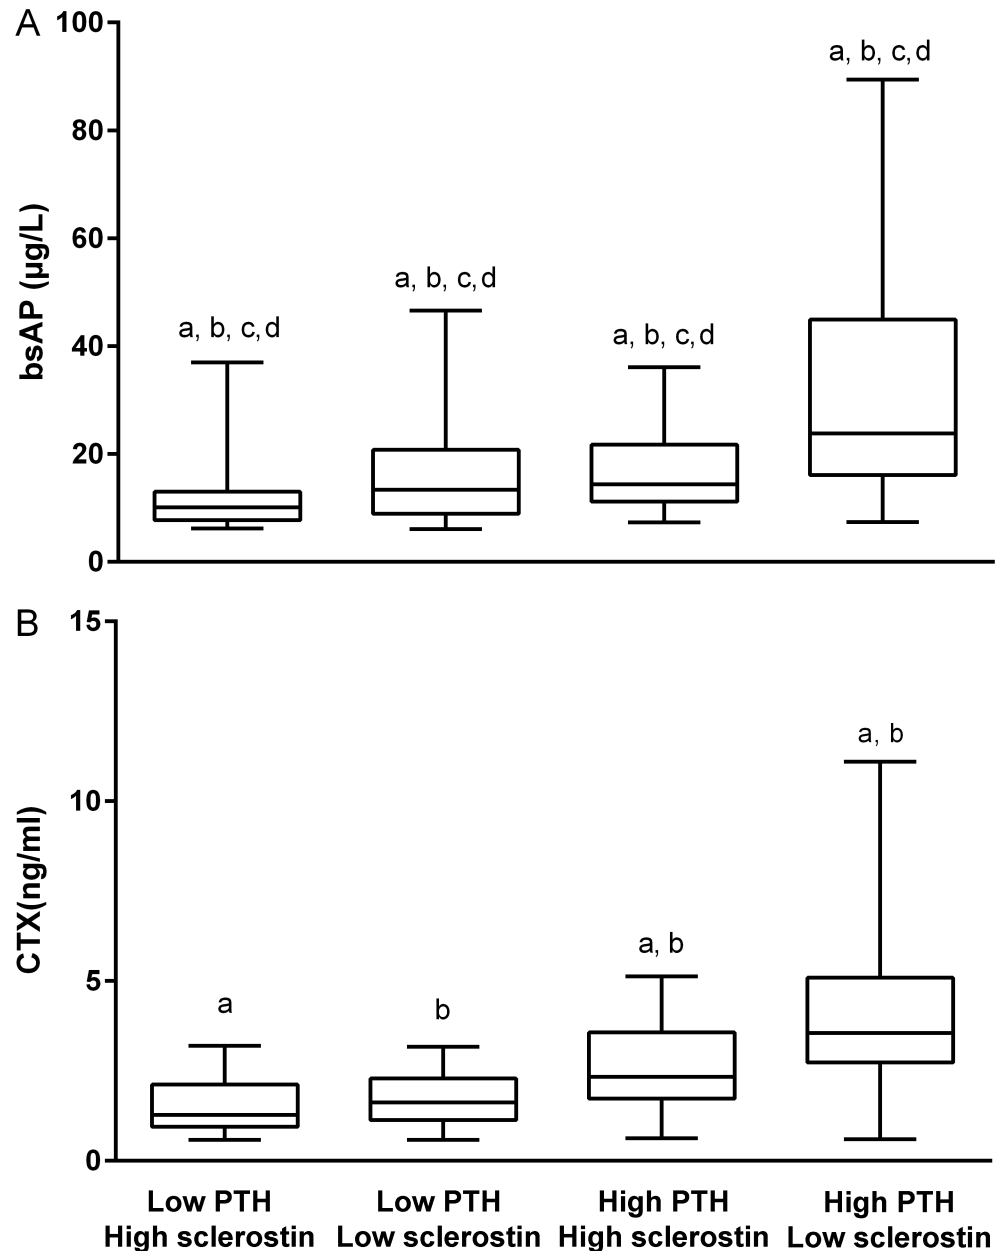 A
100
80
60
40
20
0
bsAP (µg/L)
a, b, c,d
a, b, c,d
a, b, c,d
a, b, c,d
B
15
10
5
0
CTX(ng/ml)
a
b
a, b
a, b
Low PTH
High sclerostin
Low PTH
Low sclerostin
High PTH
High sclerostin
High PTH
Low sclerostin